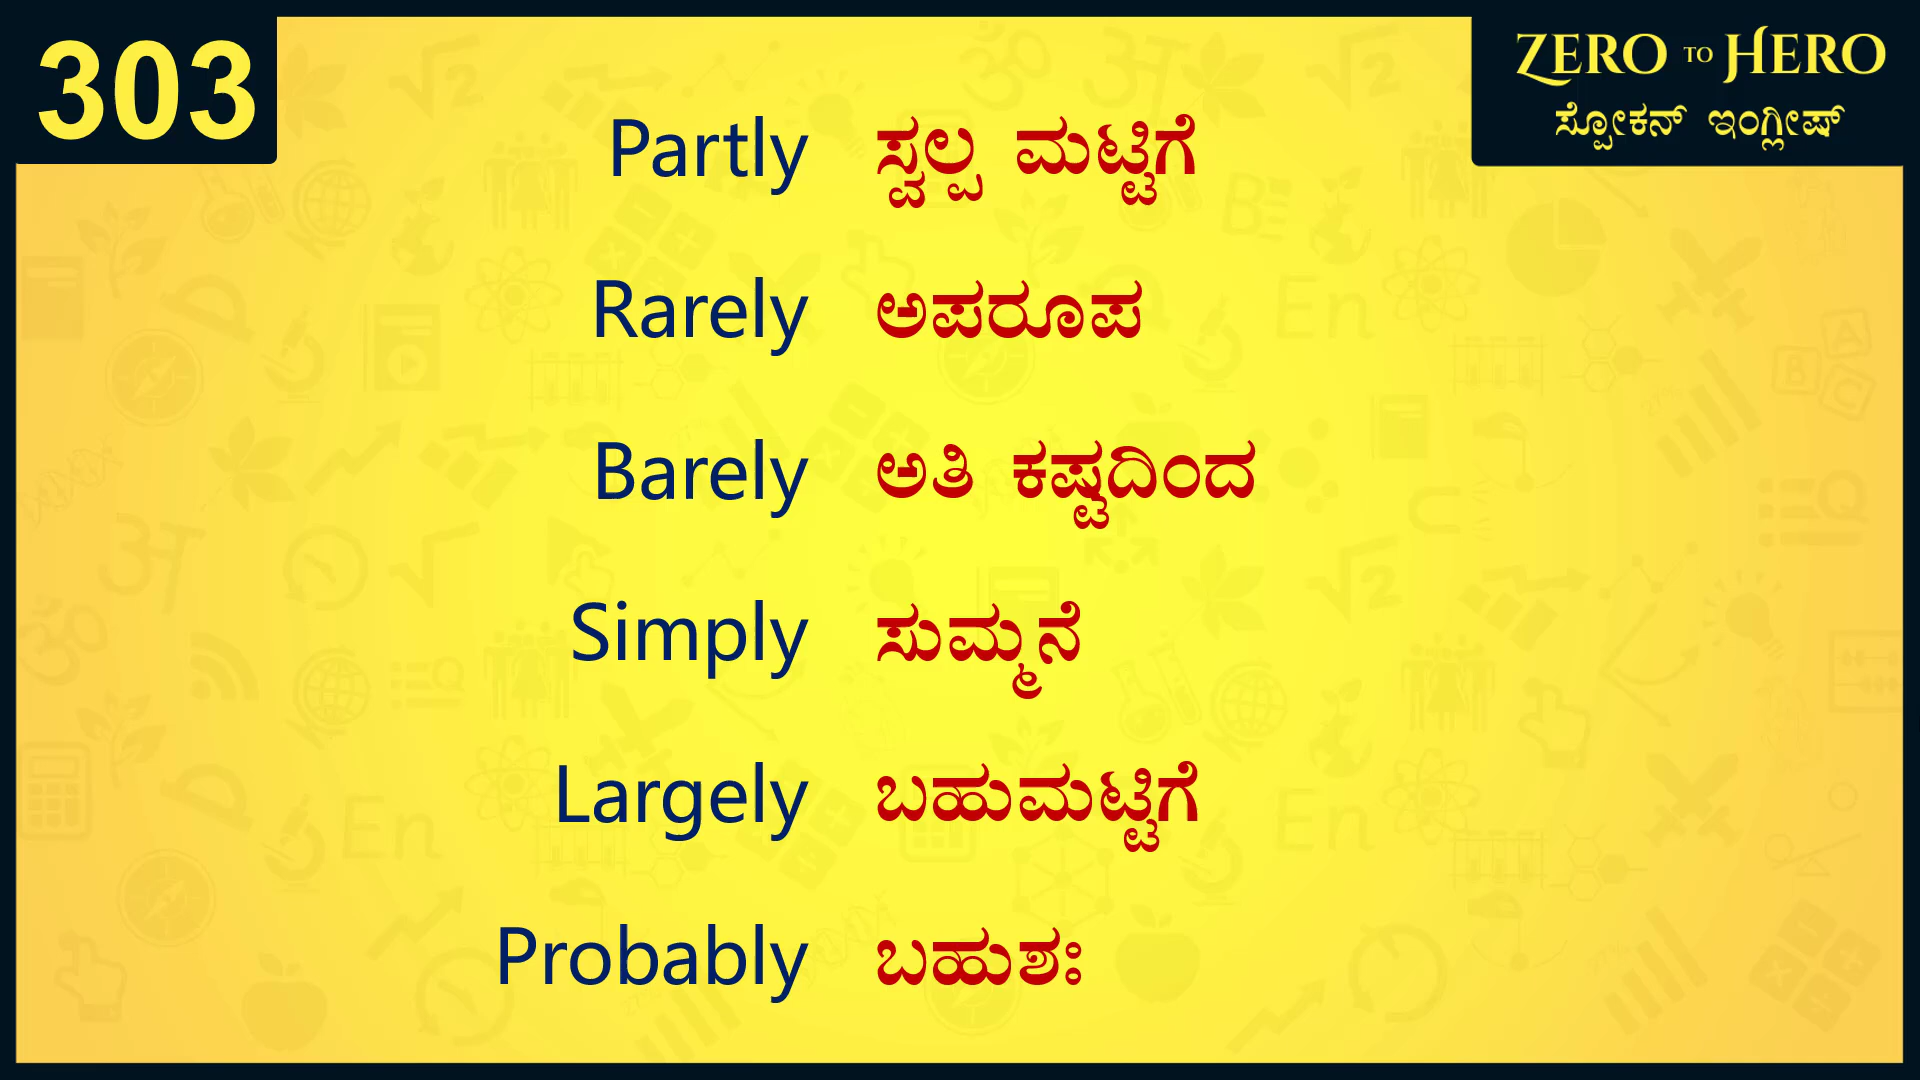 303
ZERO TO HERO
ಸ್ಪೋಕನ್ ಇಂಗ್ಲೀಷ್
Partly ಸ್ವಲ್ಪ ಮಟ್ಟಿಗೆ
Rarely ಅಪರೂಪ
Barely ಅತಿ ಕಷ್ಟದಿಂದ
Simply ಸುಮ್ಮನೆ
Largely ಬಹುಮಟ್ಟಿಗೆ
Probably ಬಹುಶಃ